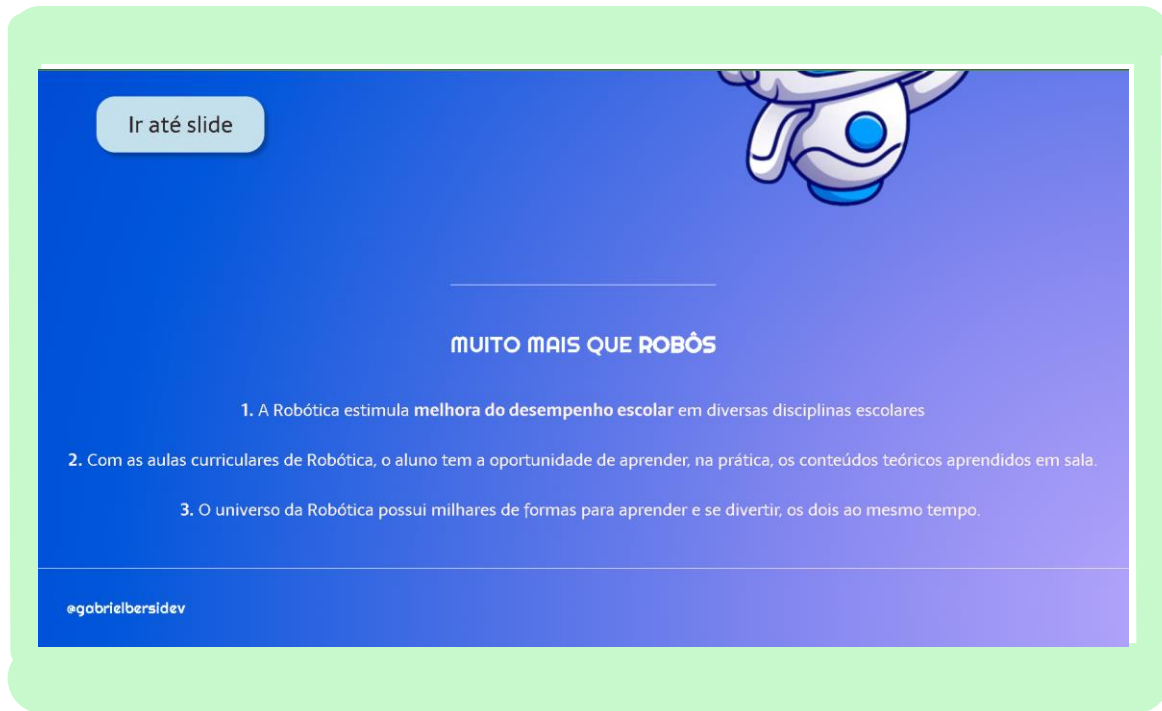 Ir até slide
MUITO MAIS QUE ROBÔS
1. A Robótica estimula melhora do desempenho escolar em diversas disciplinas escolares
2. Com as aulas curriculares de Robótica, o aluno tem a oportunidade de aprender, na prática, os conteúdos teóricos aprendidos em sala.
3. O universo da Robótica possui milhares de formas para aprender e se divertir, os dois ao mesmo tempo.
@gabrielbersidev